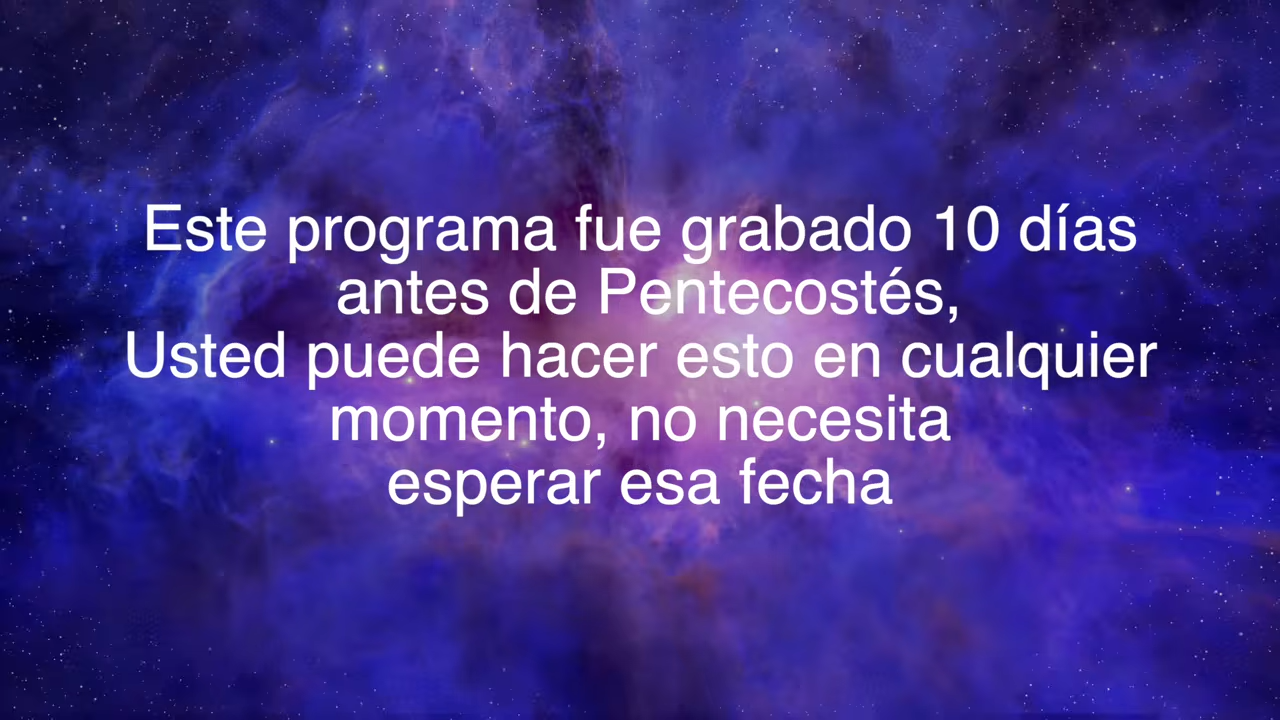 Este programa fue grabado 10 días
antes de Pentecostés,
Usted puede hacer esto en cualquier
momento, no necesita
esperar esa fecha